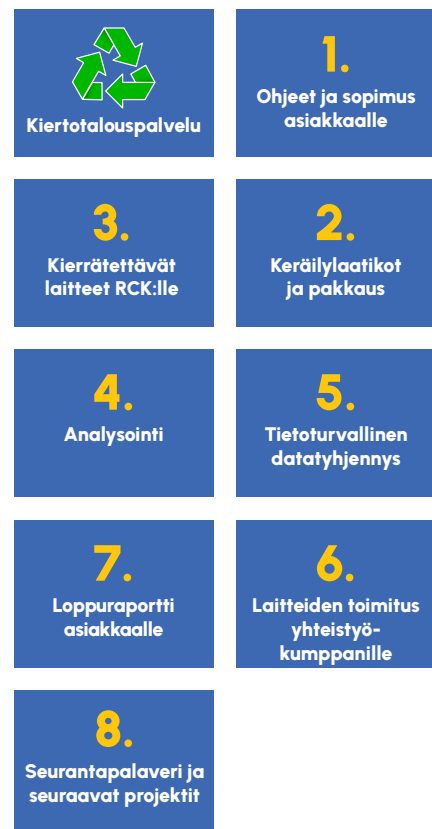 Kiertotalouspalvelu
1.
Ohjeet ja sopimus
asiakkaalle
3.
Kierrätettävät
laitteet RCK:lle
2.
Keräilylaatikot
ja pakkaus
4.
Analysointi
5.
Tietoturvallinen
datatyhjennys
7.
Loppuraportti
asiakkaalle
6.
Laitteiden toimitus
yhteistyö-
kumppanille
8.
Seurantapalaveri ja
seuraavat projektit